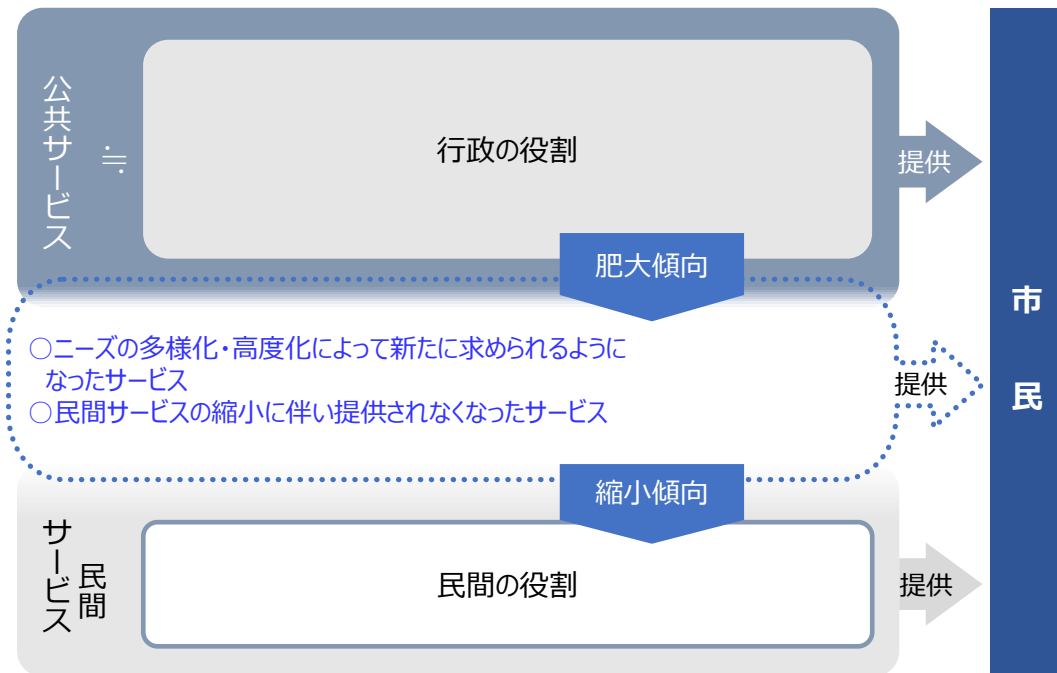 公共サービス
≒
行政の役割
提供
肥大傾向
○ニーズの多様化・高度化によって新たに求められるように
なったサービス
○民間サービスの縮小に伴い提供されなくなったサービス
提供
縮小傾向
民間
サービス
民間の役割
提供
市民